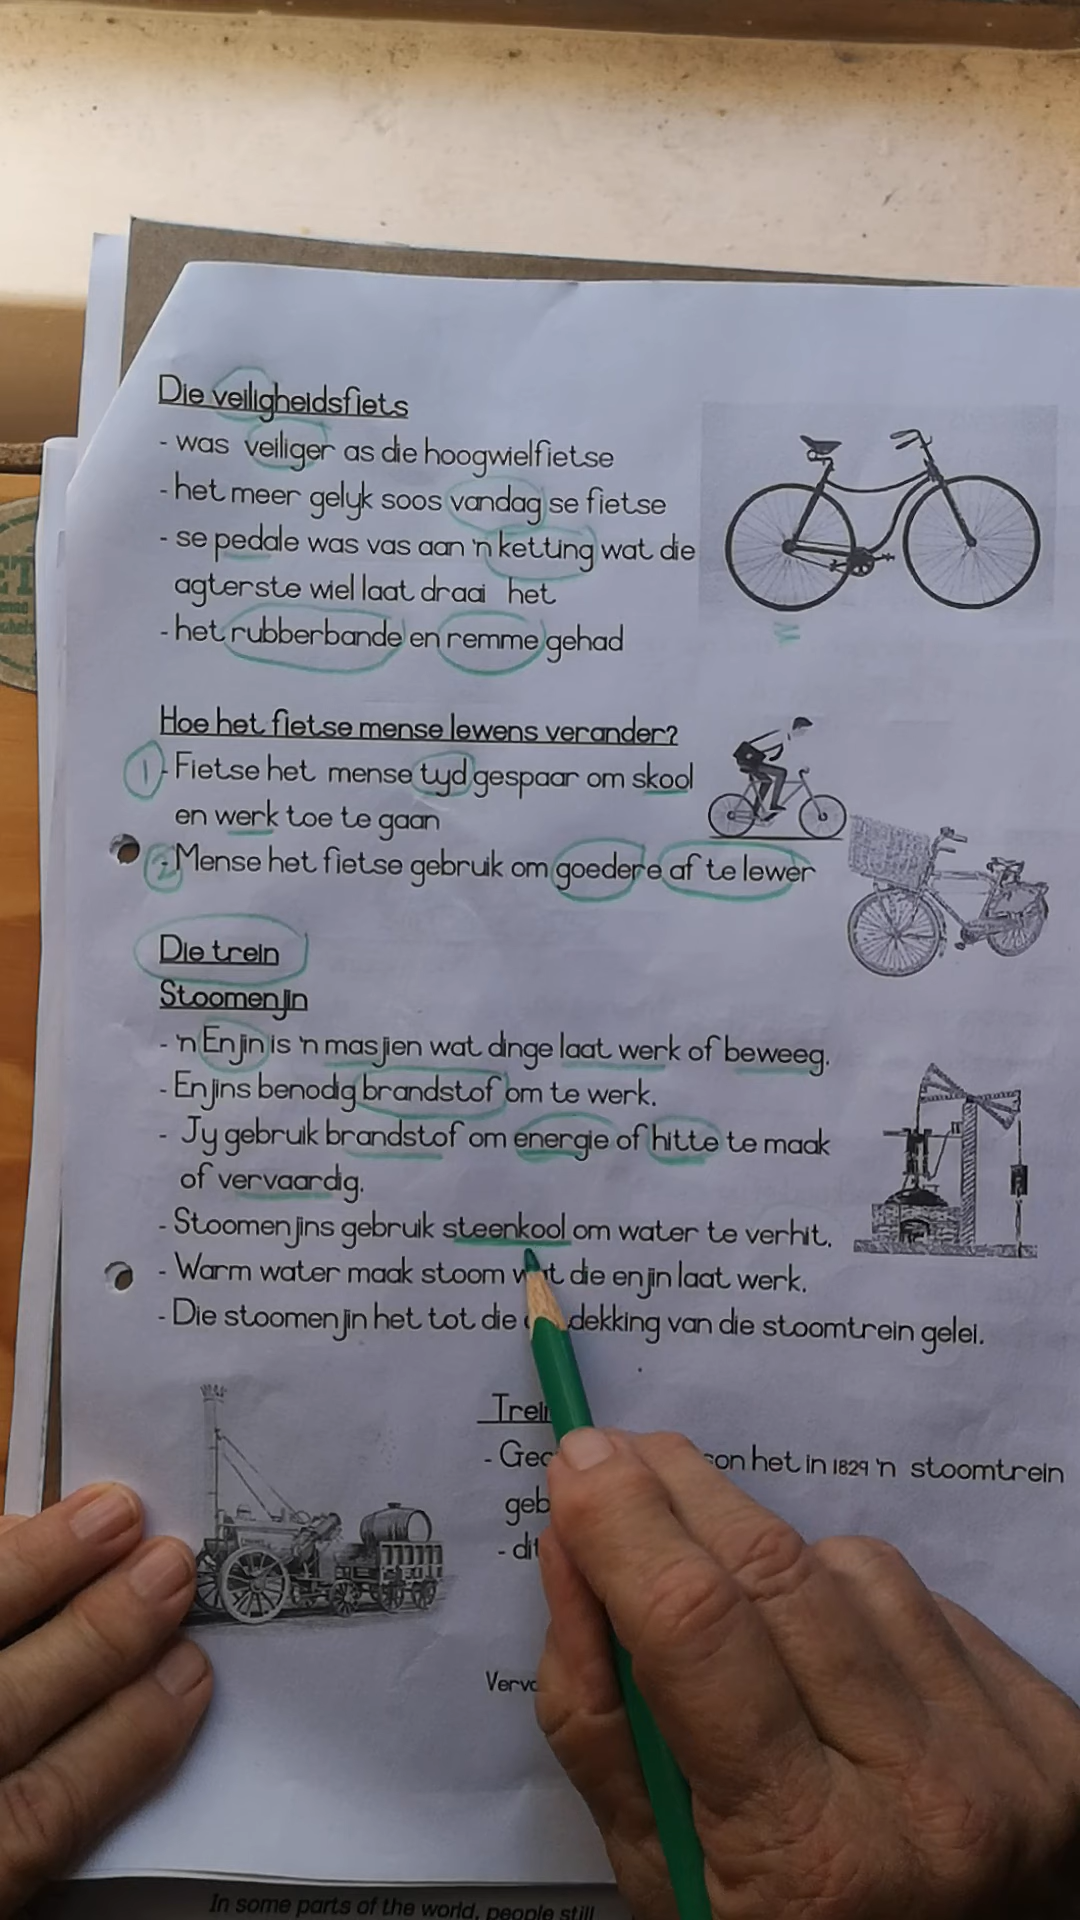 Die veiligheidsfiets
- was veiliger as die hoogwielfietse
- het meer gelyk soos vandag se fietse
- se pedale was vas aan 'n ketting wat die
agterste wiel laat draai het
- het rubberbande en remme gehad
Hoe het fietse mense lewens verander?
1 - Fietse het mense tyd gespaar om skool
en werk toe te gaan
2 - Mense het fietse gebruik om goedere af te lewer
Die trein
Stoomenjin
- 'n Enjin is 'n masjien wat dinge laat werk of beweeg.
- Enjins benodig brandstof om te werk.
- Jy gebruik brandstof om energie of hitte te maak
of vervaardig.
- Stoomenjins gebruik steenkool om water te verhit.
- Warm water maak stoom wat die enjin laat werk.
- Die stoomenjin het tot die dekking van die stoomtrein gelei.
- son het in 1829 'n stoomtrein
- dit
In some parts of the world, people still